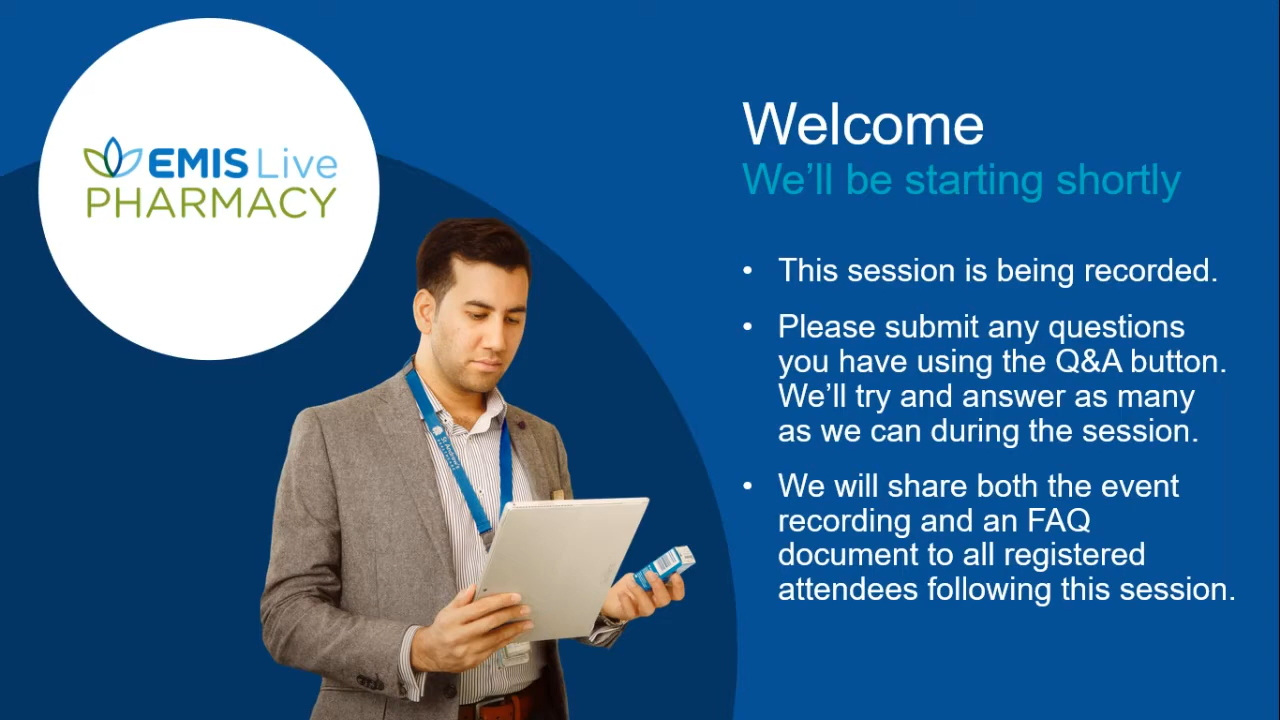 EMIS Live
PHARMACY
Welcome
We'll be starting shortly
• This session is being recorded.
• Please submit any questions
you have using the Q&A button.
We'll try and answer as many
as we can during the session.
• We will share both the event
recording and an FAQ
document to all registered
attendees following this session.